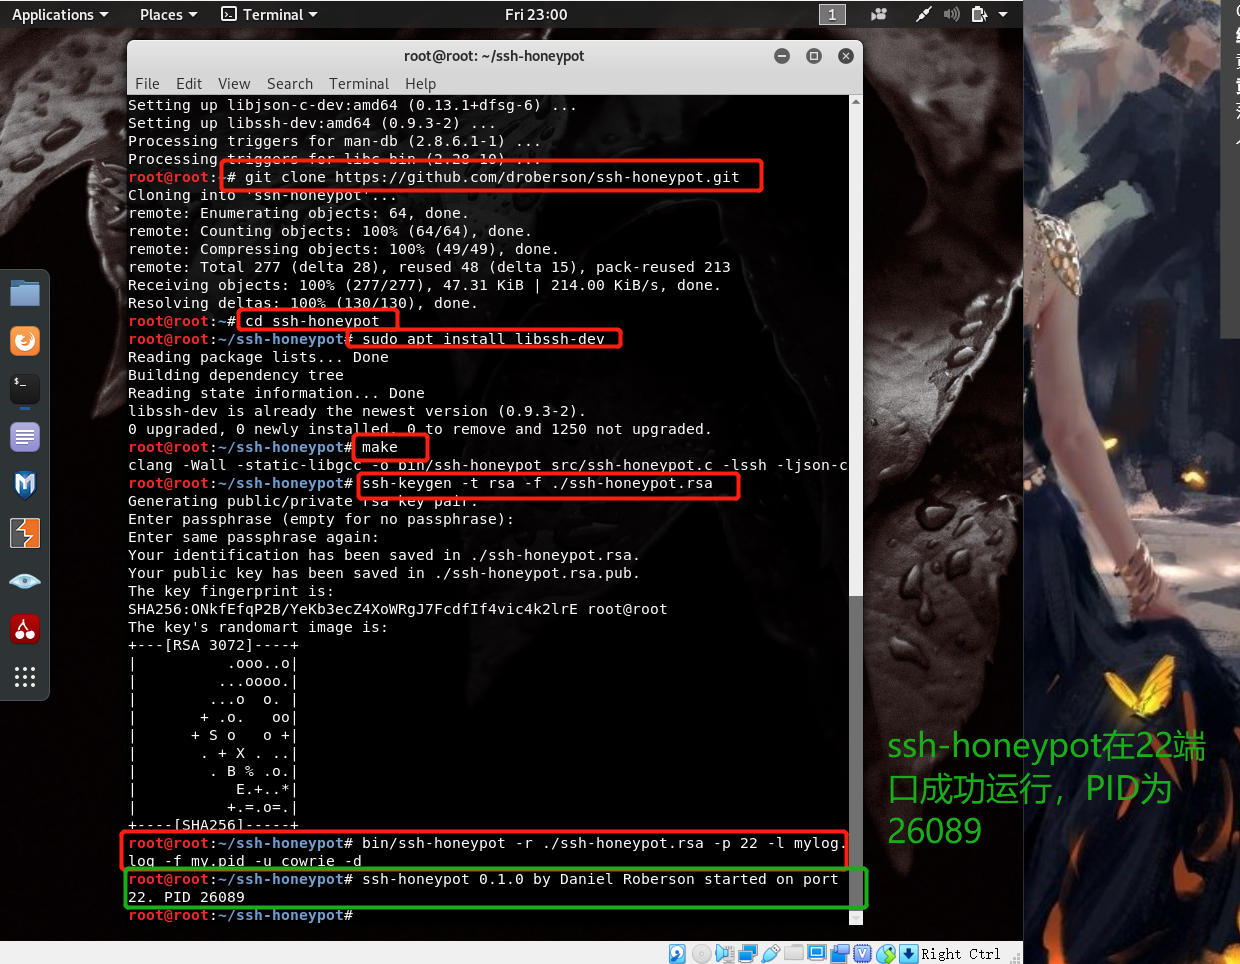 Applications Places Terminal Fri 23:00 1
root@root: ~/ssh-honeypot
File Edit View Search Terminal Help
Setting up libjson-c-dev:amd64 (0.13.1+dfsg-6) ...
Setting up libssh-dev:amd64 (0.9.3-2) ...
Processing triggers for man-db (2.8.6.1-1) ...
Processing triggers for libc-bin (2.28-10) ...
root@root:~# git clone https://github.com/droberson/ssh-honeypot.git
Cloning into 'ssh-honeypot'...
remote: Enumerating objects: 64, done.
remote: Counting objects: 100% (64/64), done.
remote: Compressing objects: 100% (49/49), done.
remote: Total 277 (delta 28), reused 48 (delta 15), pack-reused 213
Receiving objects: 100% (277/277), 47.31 KiB | 214.00 KiB/s, done.
Resolving deltas: 100% (130/130), done.
root@root:~# cd ssh-honeypot
root@root:~/ssh-honeypot# sudo apt install libssh-dev
Reading package lists... Done
Building dependency tree
Reading state information... Done
libssh-dev is already the newest version (0.9.3-2).
0 upgraded, 0 newly installed, 0 to remove and 1250 not upgraded.
root@root:~/ssh-honeypot# make
clang -Wall -static-libgcc -o bin/ssh-honeypot src/ssh-honeypot.c -lssh -ljson-c
root@root:~/ssh-honeypot# ssh-keygen -t rsa -f ./ssh-honeypot.rsa
Generating public/private rsa key pair.
Enter passphrase (empty for no passphrase):
Enter same passphrase again:
Your identification has been saved in ./ssh-honeypot.rsa.
Your public key has been saved in ./ssh-honeypot.rsa.pub.
The key fingerprint is:
SHA256:ONkfEfqP2B/YeKb3ecZ4XoWRgJ7FcdfIf4vic4k2lrE root@root
The key's randomart image is:
+---[RSA 3072]----+
|          .ooo..o|
|         ...oooo.|
|        ...o  o. |
|       + .o.   oo|
|      + S o   o +|
|       . + X . ..|
|        . B % .o.|
|           E.+..*|
|          +.=.o=.|
+----[SHA256]-----+
root@root:~/ssh-honeypot# bin/ssh-honeypot -r ./ssh-honeypot.rsa -p 22 -l mylog.
log -f my.pid -u cowrie -d
root@root:~/ssh-honeypot# ssh-honeypot 0.1.0 by Daniel Roberson started on port
22. PID 26089
root@root:~/ssh-honeypot#
ssh-honeypot在22端
口成功运行，PID为
26089
Right Ctrl